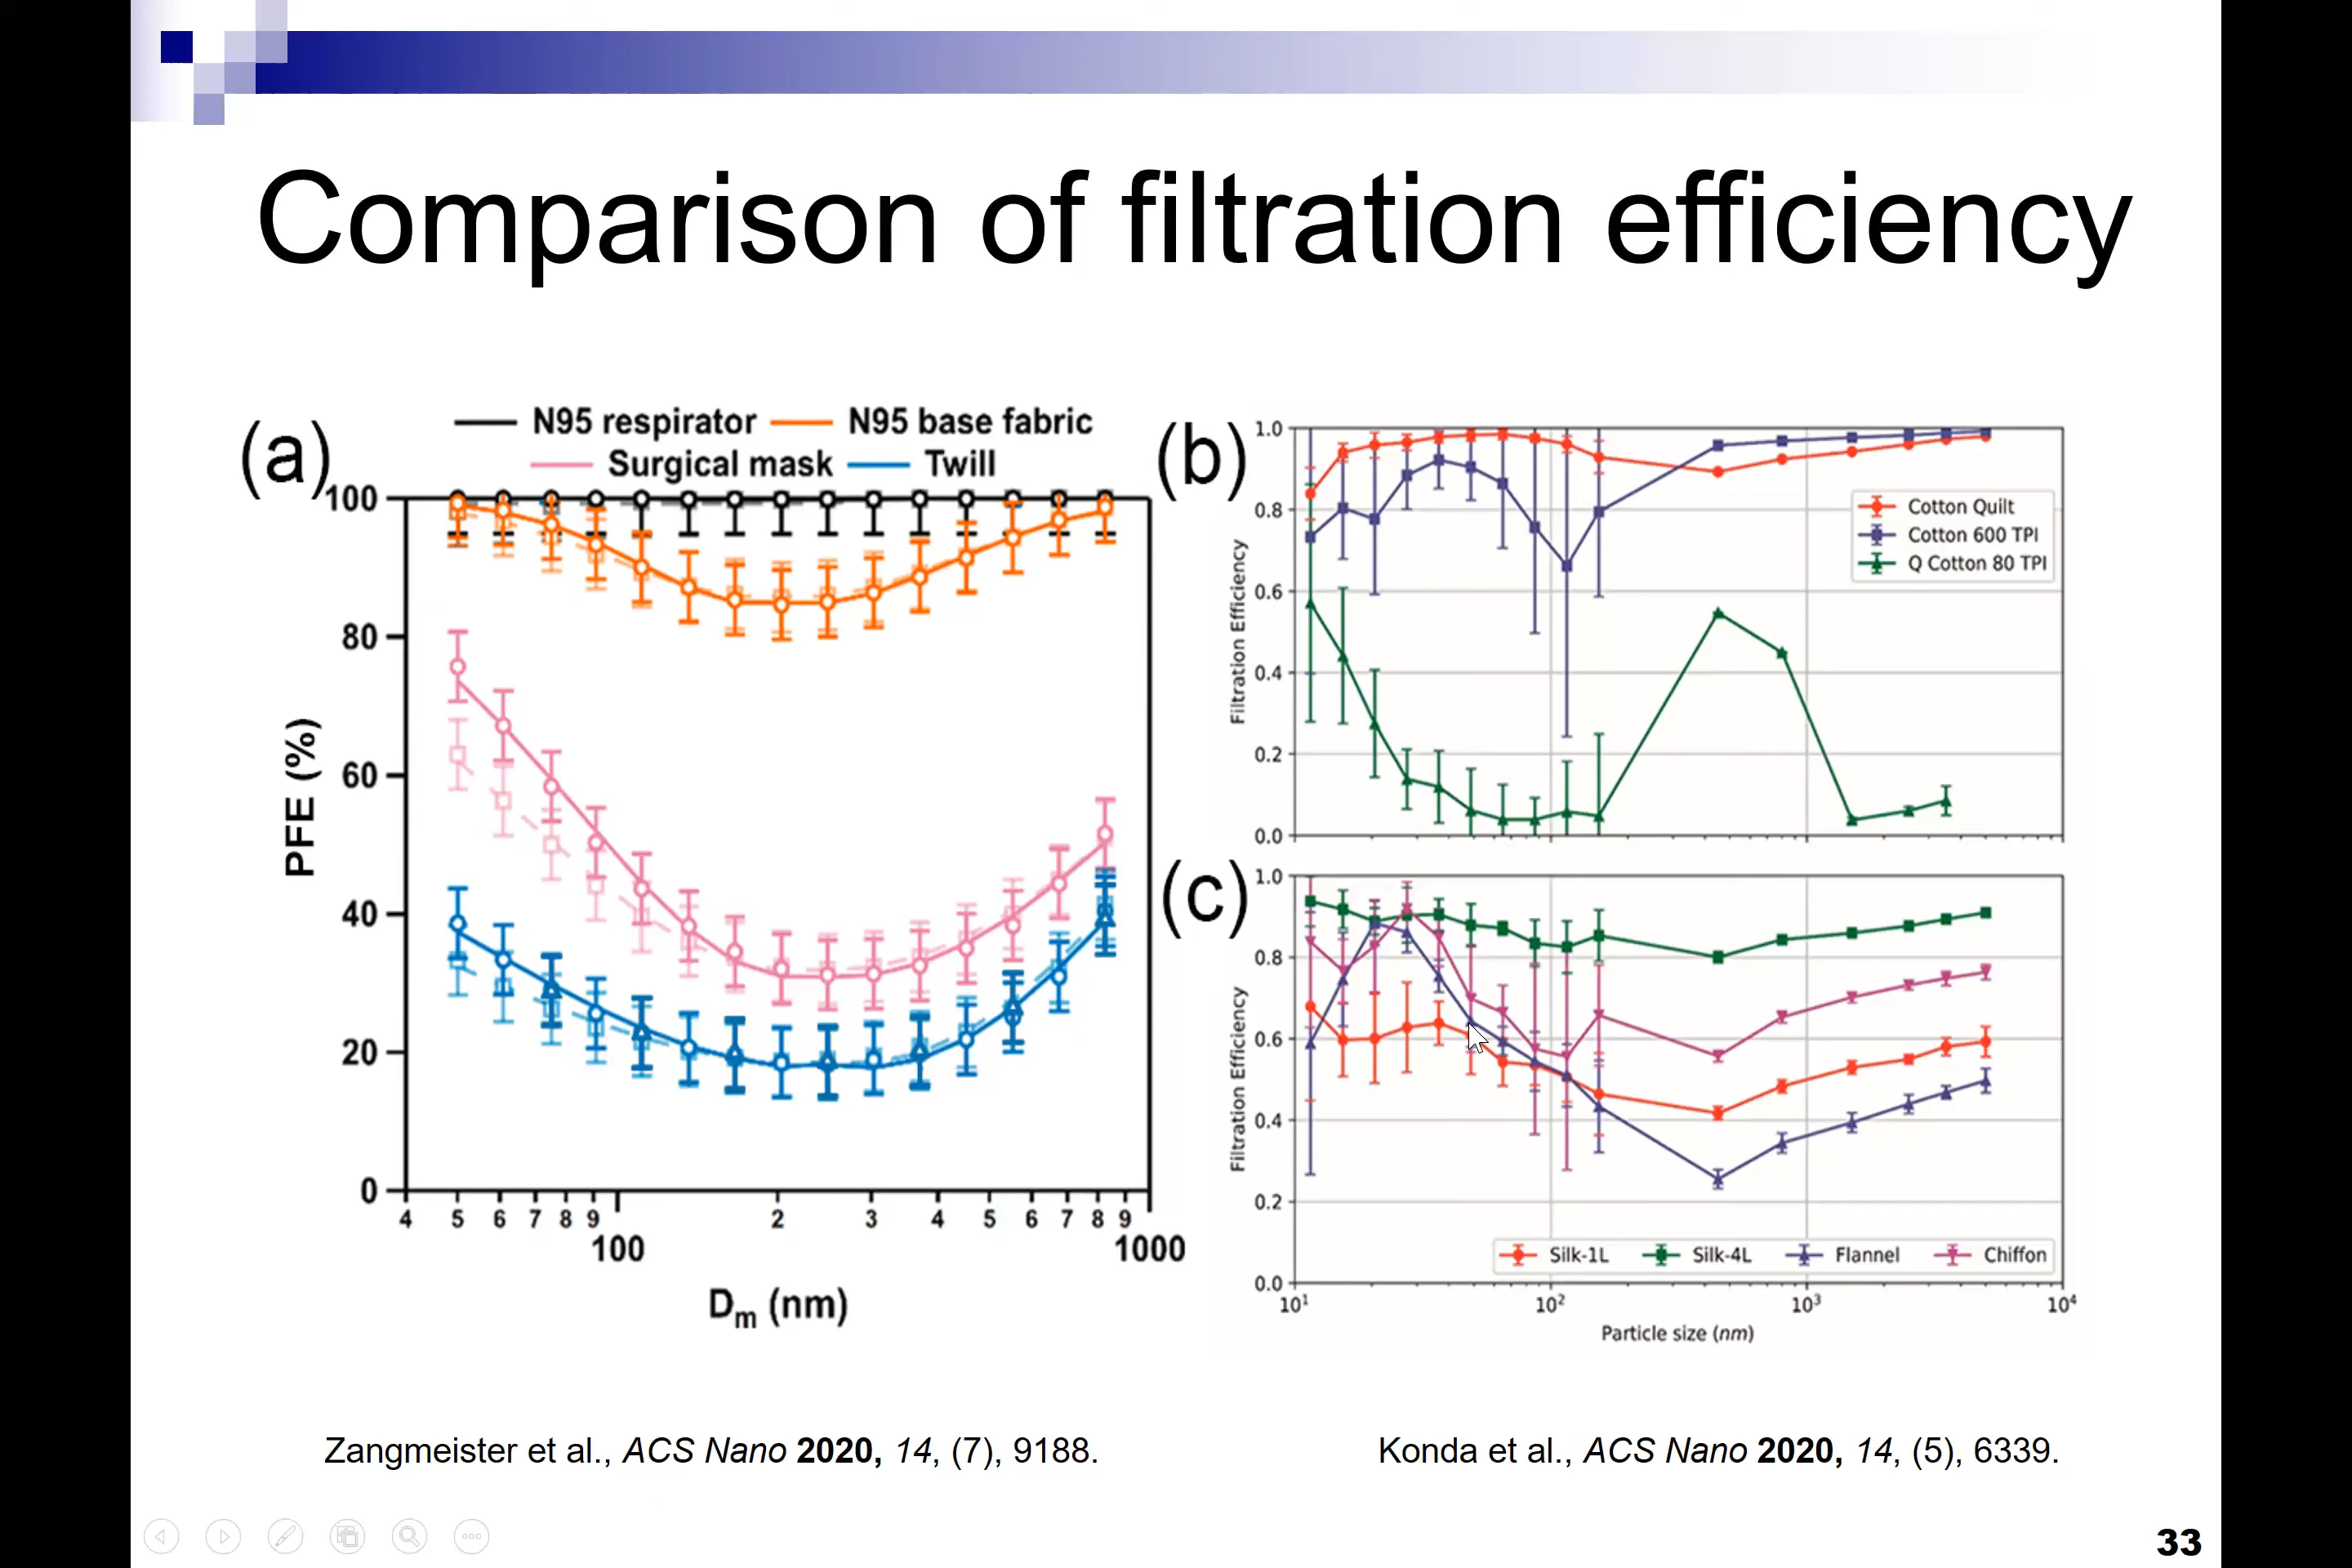 Comparison of filtration efficiency
(a)
N95 respirator N95 base fabric
Surgical mask Twill
100
80
60
40
20
0
PFE (%)
4 5 6 7 8 9 2 3 4 5 6 7 8 9
100 1000
Dm (nm)
(b)
1.0
0.8
0.6
0.4
0.2
0.0
Filtration Efficiency
Cotton Quilt
Cotton 600 TPI
Q Cotton 80 TPI
(c)
1.0
0.8
0.6
0.4
0.2
0.0
Filtration Efficiency
Silk-1L Silk-4L Flannel Chiffon
10¹ 10² 10³ 10⁴
Particle size (nm)
Zangmeister et al., ACS Nano 2020, 14, (7), 9188.
Konda et al., ACS Nano 2020, 14, (5), 6339.
33